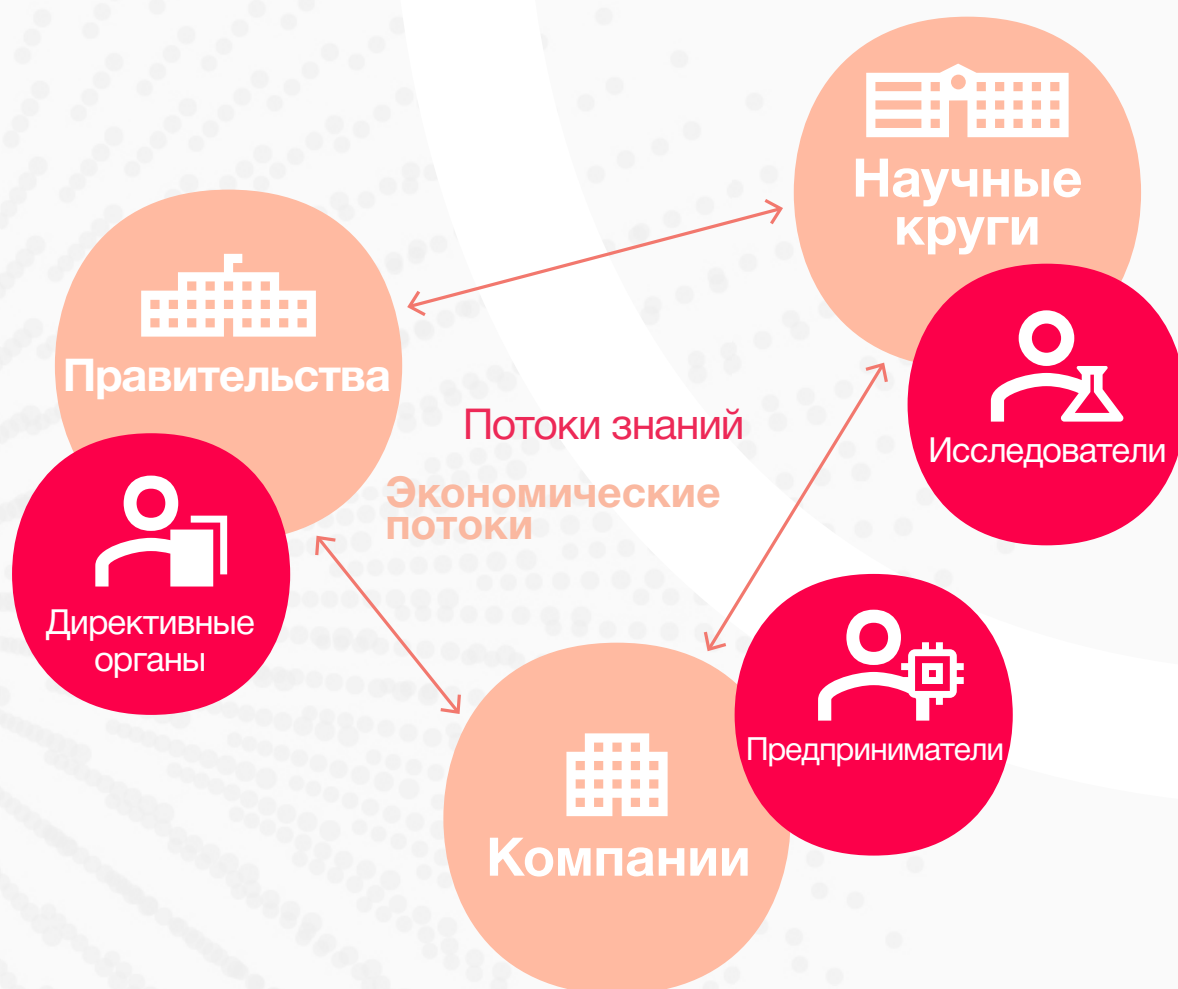 Научные
круги
Исследователи
Правительства
Директивные
органы
Потоки знаний
Экономические
потоки
Предприниматели
Компании